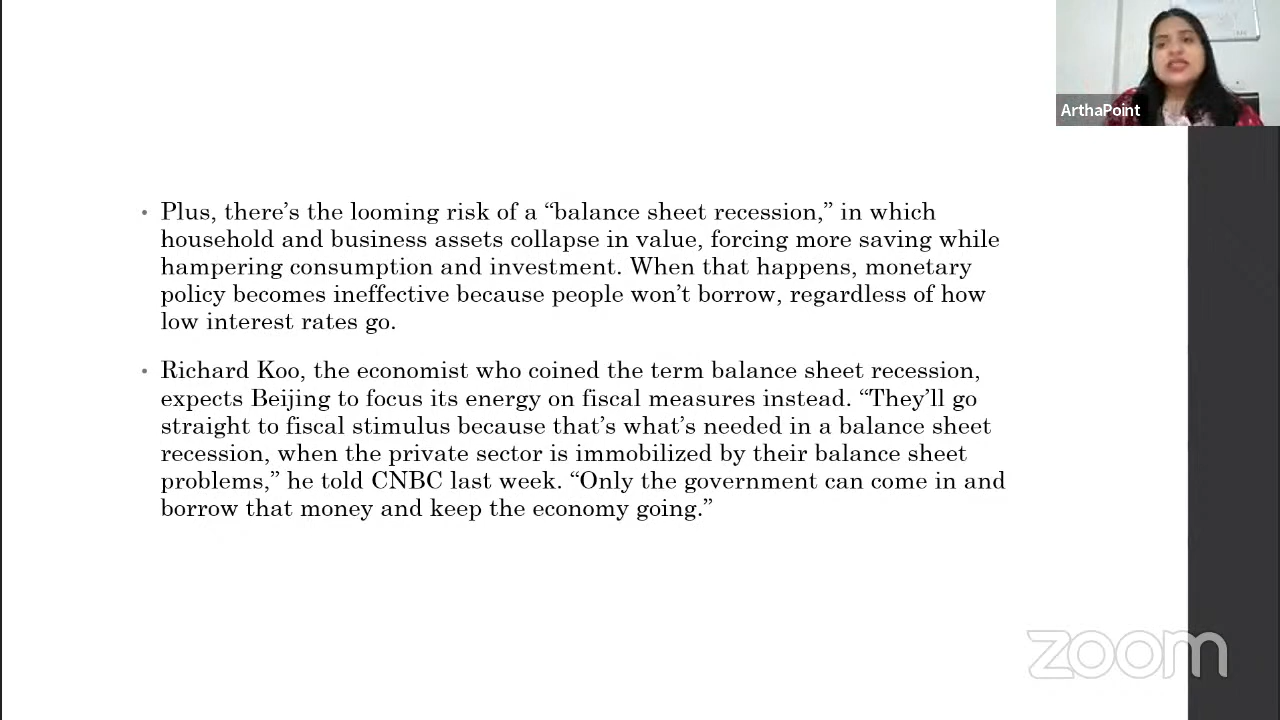 ArthaPoint
• Plus, there’s the looming risk of a “balance sheet recession,” in which
household and business assets collapse in value, forcing more saving while
hampering consumption and investment. When that happens, monetary
policy becomes ineffective because people won’t borrow, regardless of how
low interest rates go.
• Richard Koo, the economist who coined the term balance sheet recession,
expects Beijing to focus its energy on fiscal measures instead. “They’ll go
straight to fiscal stimulus because that’s what’s needed in a balance sheet
recession, when the private sector is immobilized by their balance sheet
problems,” he told CNBC last week. “Only the government can come in and
borrow that money and keep the economy going.”
zoom